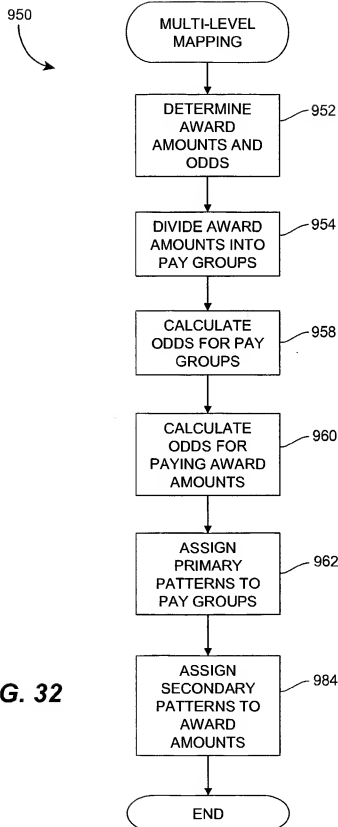 950
MULTI-LEVEL
MAPPING
DETERMINE
AWARD
AMOUNTS AND
ODDS
952
DIVIDE AWARD
AMOUNTS INTO
PAY GROUPS
954
CALCULATE
ODDS FOR PAY
GROUPS
958
CALCULATE
ODDS FOR
PAYING AWARD
AMOUNTS
960
ASSIGN
PRIMARY
PATTERNS TO
PAY GROUPS
962
ASSIGN
SECONDARY
PATTERNS TO
AWARD
AMOUNTS
984
G. 32
END